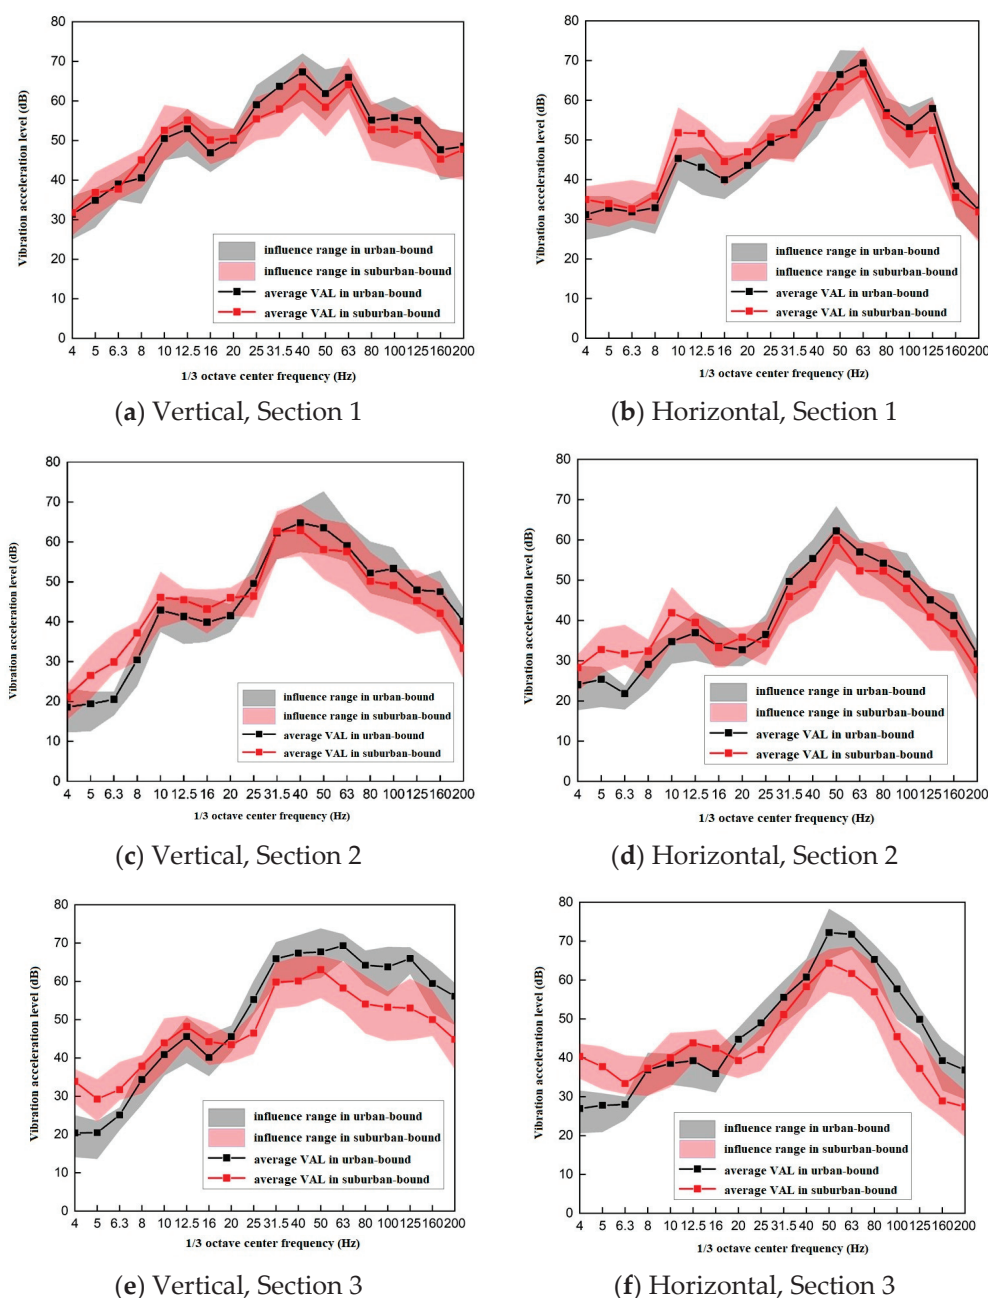 80
70
60
50
40
30
20
10
0
Vibration acceleration level (dB)
influence range in urban-bound
influence range in suburban-bound
average VAL in urban-bound
average VAL in suburban-bound
4 5 6.3 8 10 12.5 16 20 25 31.5 40 50 63 80 100 125 160 200
1/3 octave center frequency (Hz)
(a) Vertical, Section 1
80
70
60
50
40
30
20
10
0
Vibration acceleration level (dB)
influence range in urban-bound
influence range in suburban-bound
average VAL in urban-bound
average VAL in suburban-bound
4 5 6.3 8 10 12.5 16 20 25 31.5 40 50 63 80 100 125 160 200
1/3 octave center frequency (Hz)
(b) Horizontal, Section 1
80
70
60
50
40
30
20
10
0
Vibration acceleration level (dB)
influence range in urban-bound
influence range in suburban-bound
average VAL in urban-bound
average VAL in suburban-bound
4 5 6.3 8 10 12.5 16 20 25 31.5 40 50 63 80 100 125 160 200
1/3 octave center frequency (Hz)
(c) Vertical, Section 2
80
70
60
50
40
30
20
10
0
Vibration acceleration level (dB)
influence range in urban-bound
influence range in suburban-bound
average VAL in urban-bound
average VAL in suburban-bound
4 5 6.3 8 10 12.5 16 20 25 31.5 40 50 63 80 100 125 160 200
1/3 octave center frequency (Hz)
(d) Horizontal, Section 2
80
70
60
50
40
30
20
10
0
Vibration acceleration level (dB)
influence range in urban-bound
influence range in suburban-bound
average VAL in urban-bound
average VAL in suburban-bound
4 5 6.3 8 10 12.5 16 20 25 31.5 40 50 63 80 100 125 160 200
1/3 octave center frequency (Hz)
(e) Vertical, Section 3
80
70
60
50
40
30
20
10
0
Vibration acceleration level (dB)
influence range in urban-bound
influence range in suburban-bound
average VAL in urban-bound
average VAL in suburban-bound
4 5 6.3 8 10 12.5 16 20 25 31.5 40 50 63 80 100 125 160 200
1/3 octave center frequency (Hz)
(f) Horizontal, Section 3